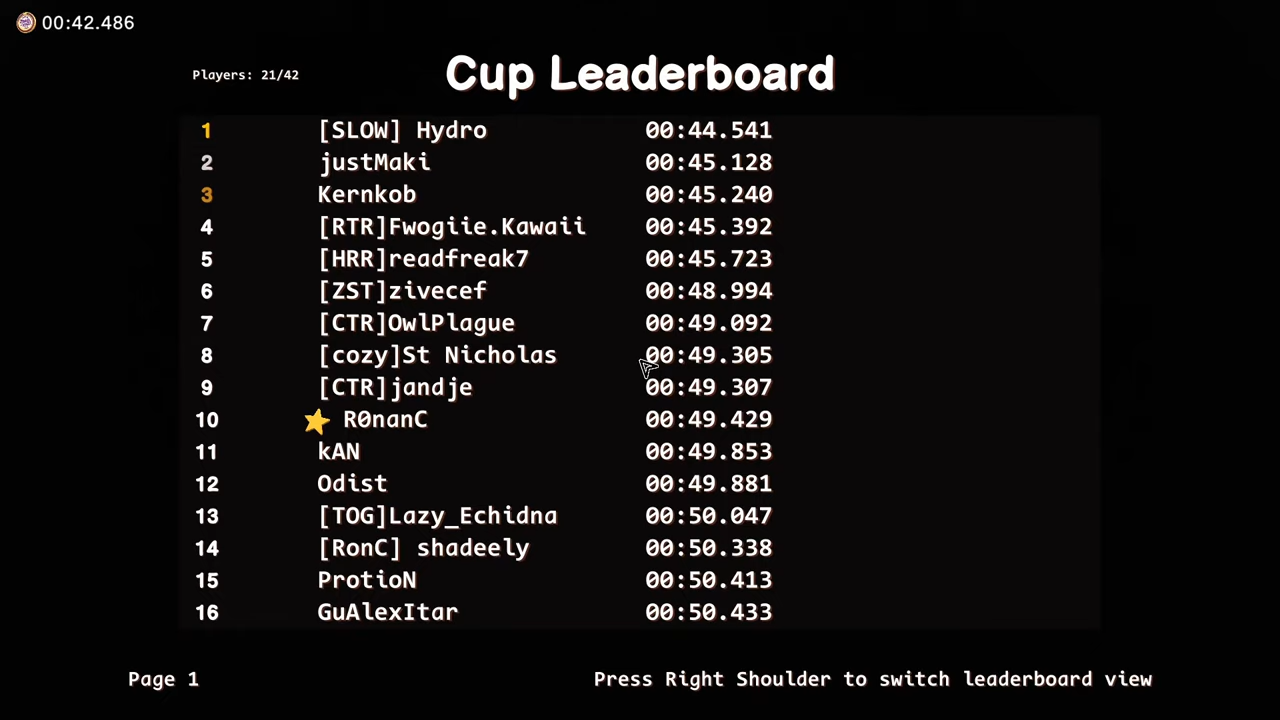 00:42.486
Players: 21/42
Cup Leaderboard
1 [SLOW] Hydro 00:44.541
2 justMaki 00:45.128
3 Kernkob 00:45.240
4 [RTR]Fwogiie.Kawaii 00:45.392
5 [HRR]readfreak7 00:45.723
6 [ZST]zivecef 00:48.994
7 [CTR]OwlPlague 00:49.092
8 [cozy]St Nicholas 00:49.305
9 [CTR]jandje 00:49.307
10 R0nanC 00:49.429
11 kAN 00:49.853
12 Odist 00:49.881
13 [TOG]Lazy_Echidna 00:50.047
14 [RonC] shadeely 00:50.338
15 ProtioN 00:50.413
16 GuAlexItar 00:50.433
Page 1
Press Right Shoulder to switch leaderboard view